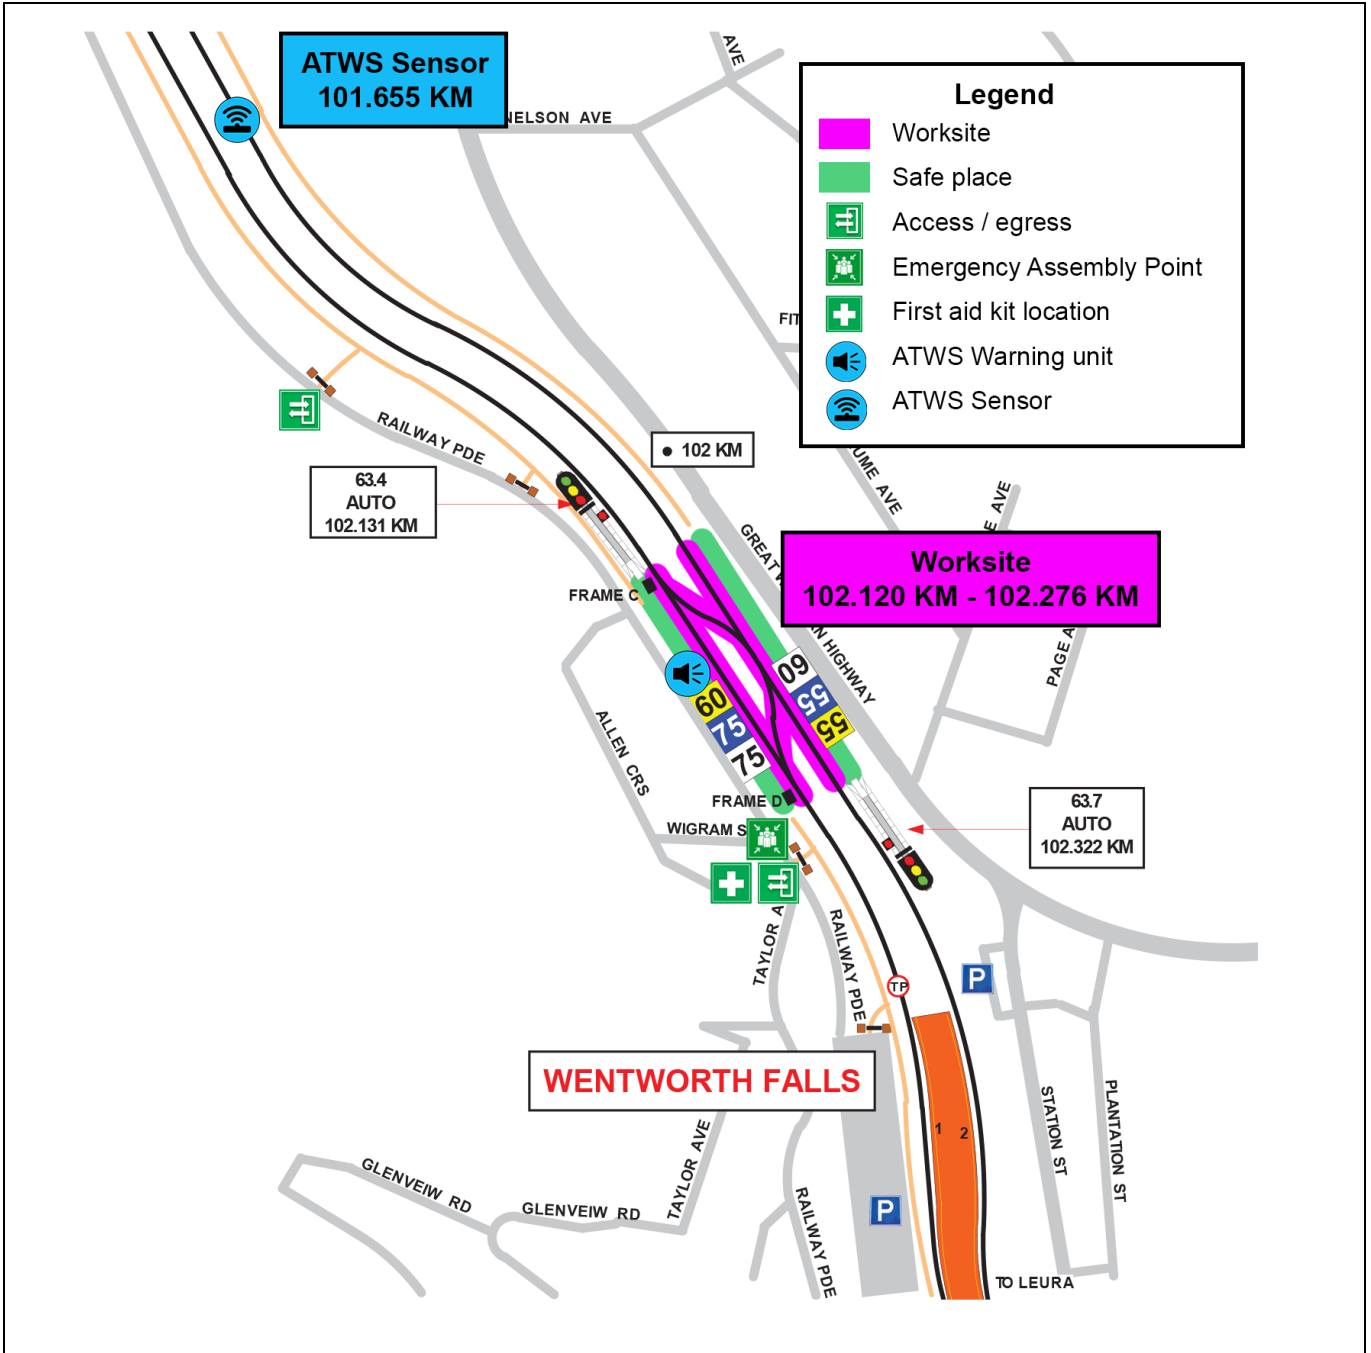 ATWS Sensor
101.655 KM
AVE
NELSON AVE
Legend
Worksite
Safe place
Access / egress
Emergency Assembly Point
First aid kit location
ATWS Warning unit
ATWS Sensor
FIT
UME AVE
E AVE
RAILWAY PDE
102 KM
63.4
AUTO
102.131 KM
GREAT W
AN HIGHWAY
Worksite
102.120 KM - 102.276 KM
FRAME C
PAGE A
60
55
55
60
75
75
ALLEN CRS
FRAME D
WIGRAM S
63.7
AUTO
102.322 KM
TAYLOR A
RAILWAY PDE
TP
P
WENTWORTH FALLS
1 2
STATION ST
PLANTATION ST
GLENVEIW RD
GLENVEIW RD
TAYLOR AVE
RAILWAY PDE
P
TO LEURA